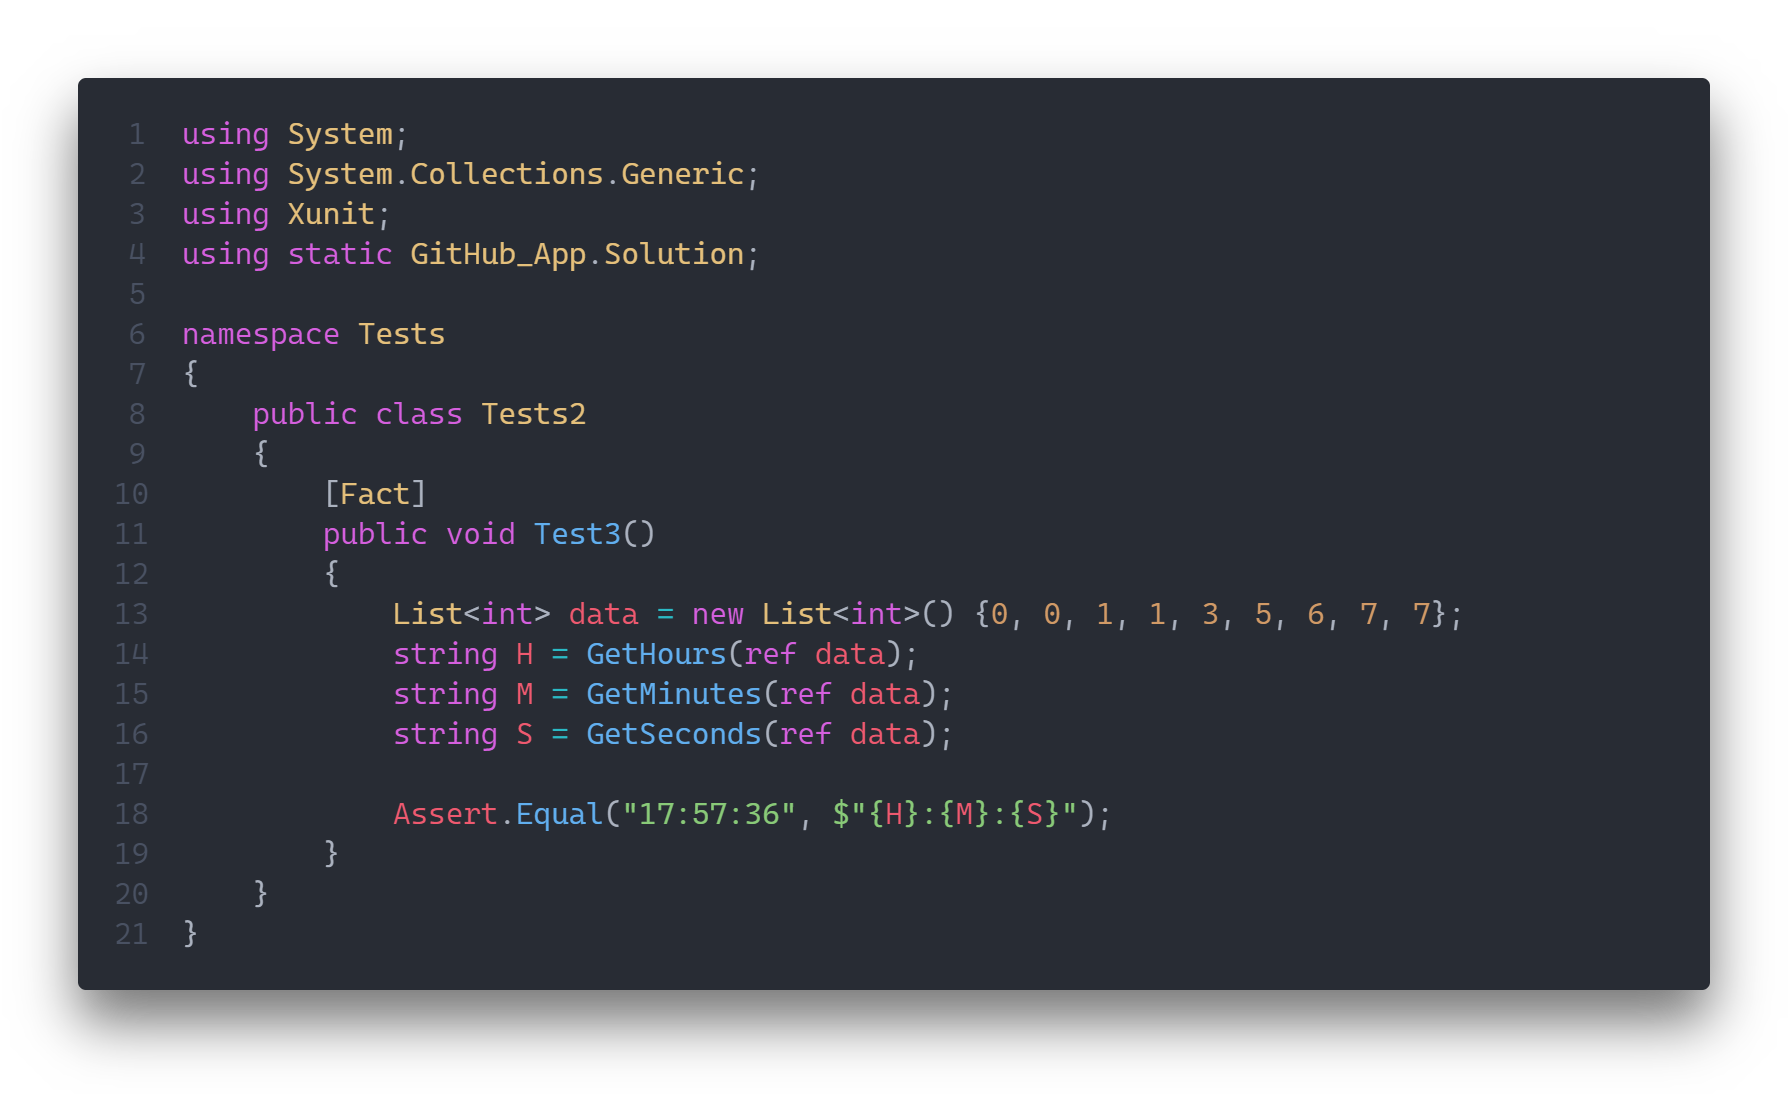 1 using System;
2 using System.Collections.Generic;
3 using Xunit;
4 using static GitHub_App.Solution;
5
6 namespace Tests
7 {
8     public class Tests2
9     {
10         [Fact]
11         public void Test3()
12         {
13             List<int> data = new List<int>() {0, 0, 1, 1, 3, 5, 6, 7, 7};
14             string H = GetHours(ref data);
15             string M = GetMinutes(ref data);
16             string S = GetSeconds(ref data);
17
18             Assert.Equal("17:57:36", $"{H}:{M}:{S}");
19         }
20     }
21 }